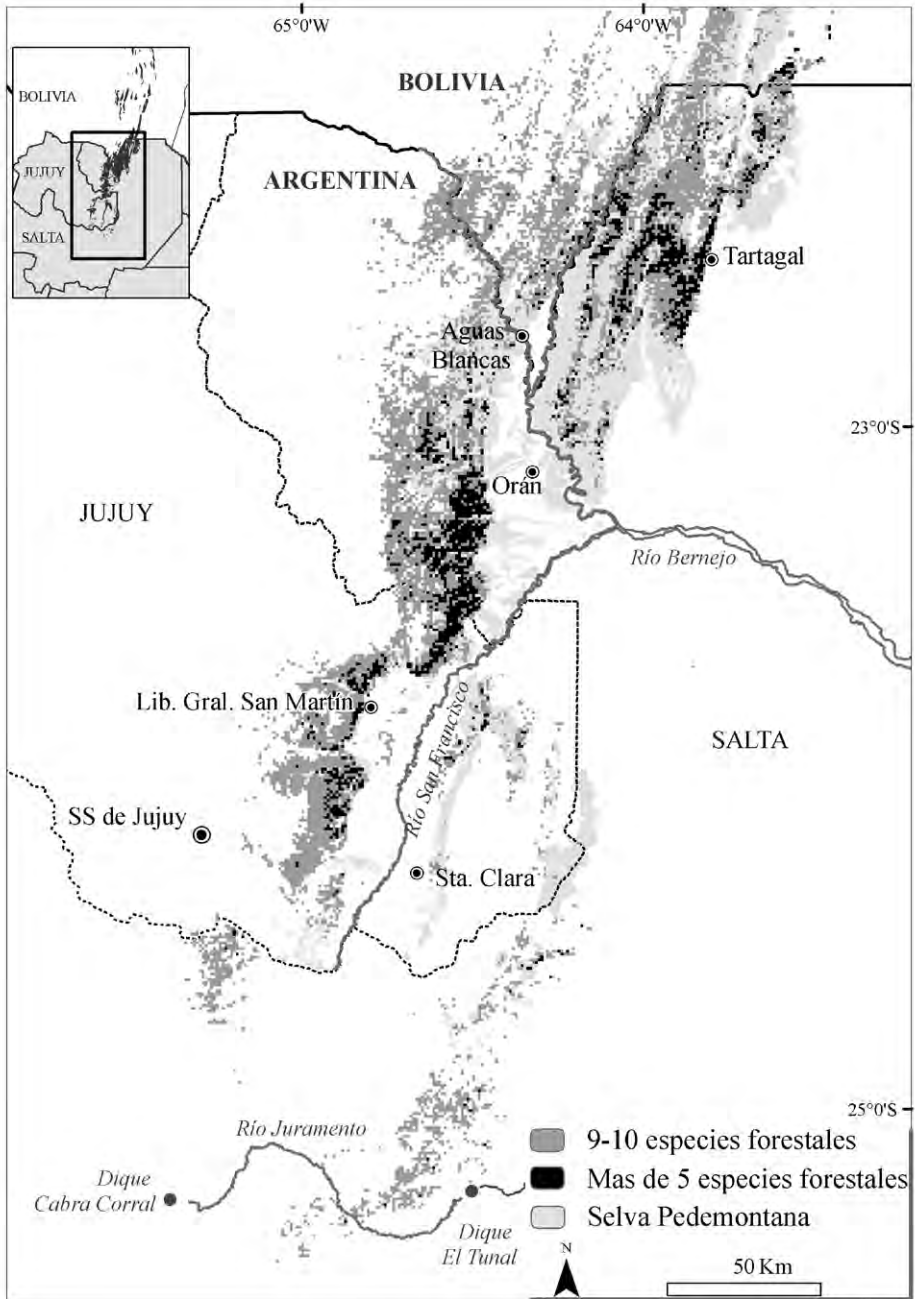 65°0'W
64°0'W
BOLIVIA
BOLIVIA
JUJUY
SALTA
ARGENTINA
Tartagal
Aguas
Blancas
23°0'S
Orán
JUJUY
Río Bernejo
Lib. Gral. San Martín
Río San Francisco
SALTA
SS de Jujuy
Sta. Clara
25°0'S
Río Juramento
Dique
Cabra Corral
Dique
El Tunal
9-10 especies forestales
Mas de 5 especies forestales
Selva Pedemontana
N
50 Km